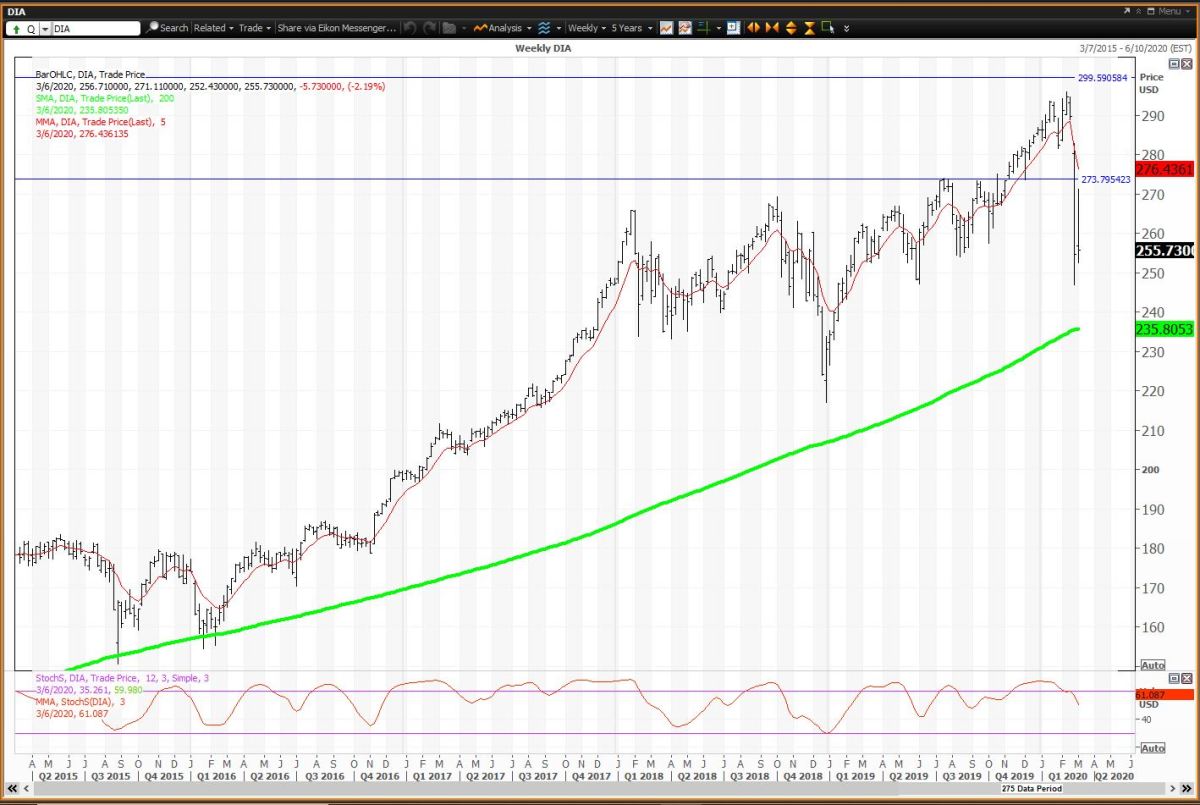 DIA
Menu
Q DIA Search Related Trade Share via Eikon Messenger... Analysis Weekly 5 Years
Weekly DIA
3/7/2015 - 6/10/2020 (EST)
BarOHLC, DIA, Trade Price
3/6/2020, 256.710000, 271.110000, 252.430000, 255.730000, -5.730000, (-2.19%)
SMA, DIA, Trade Price(Last), 200
3/6/2020, 235.805350
MMA, DIA, Trade Price(Last), 5
3/6/2020, 276.436135
299.590584
Price
USD
290
280
276.4361
273.795423
270
260
255.7300
250
240
235.8053
230
220
210
200
190
180
170
160
Auto
StochS, DIA, Trade Price, 12, 3, Simple, 3
3/6/2020, 35.261, 59.980
MMA, StochS(DIA), 3
3/6/2020, 61.087
61.087
USD
40
Auto
A M J J A S O N D J F M A M J J A S O N D J F M A M J J A S O N D J F M A M J J A S O N D J F M A M J J A S O N D J F M A M J
Q2 2015 Q3 2015 Q4 2015 Q1 2016 Q2 2016 Q3 2016 Q4 2016 Q1 2017 Q2 2017 Q3 2017 Q4 2017 Q1 2018 Q2 2018 Q3 2018 Q4 2018 Q1 2019 Q2 2019 Q3 2019 Q4 2019 Q1 2020 Q2 2020
275 Data Period